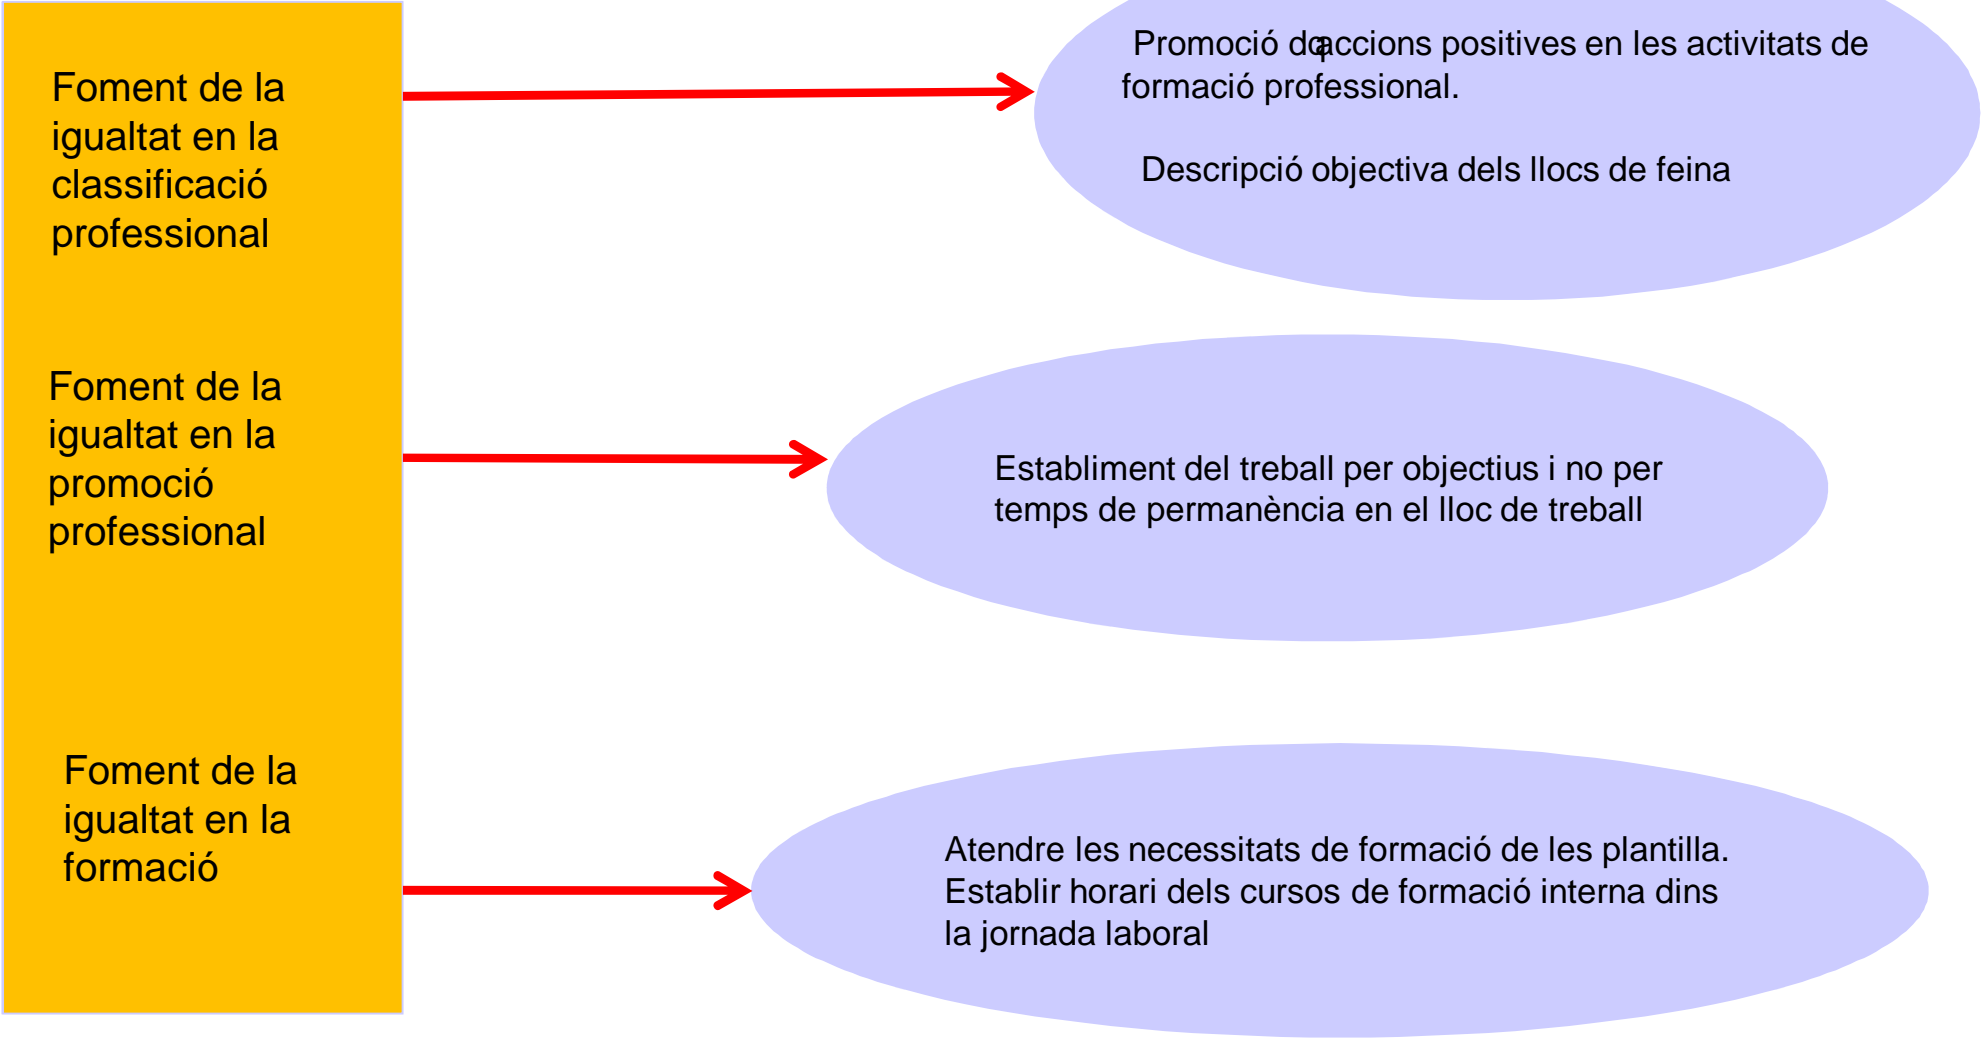 Foment de la
igualtat en la
classificació
professional
Promoció accions positives en les activitats de
formació professional.
Descripció objectiva dels llocs de feina
Foment de la
igualtat en la
promoció
professional
Establiment del treball per objectius i no per
temps de permanència en el lloc de treball
Foment de la
igualtat en la
formació
Atendre les necessitats de formació de les plantilla.
Establir horari dels cursos de formació interna dins
la jornada laboral